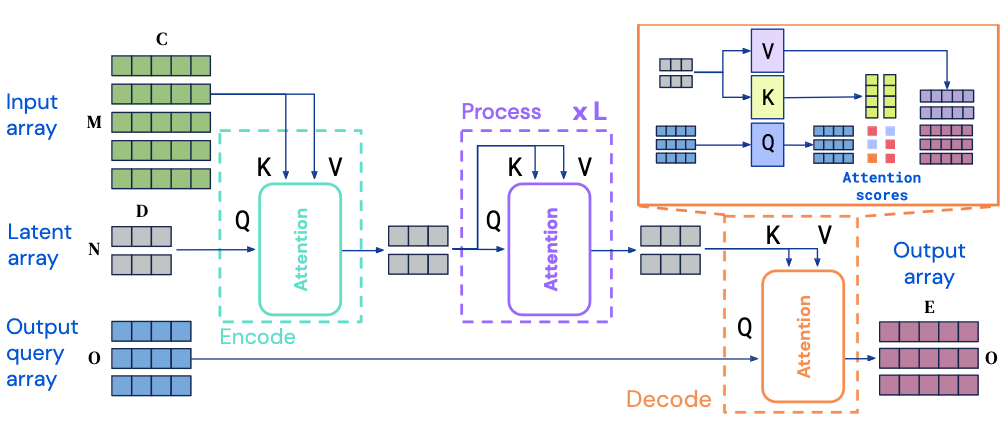 C
Input
array
M
K V
Q
Attention
Encode
D
Latent
array
N
Process x L
K V
Q
Attention
V
K
Q
Attention
scores
K V
Q
Attention
Decode
Output
query
array
O
Output
array
E
O